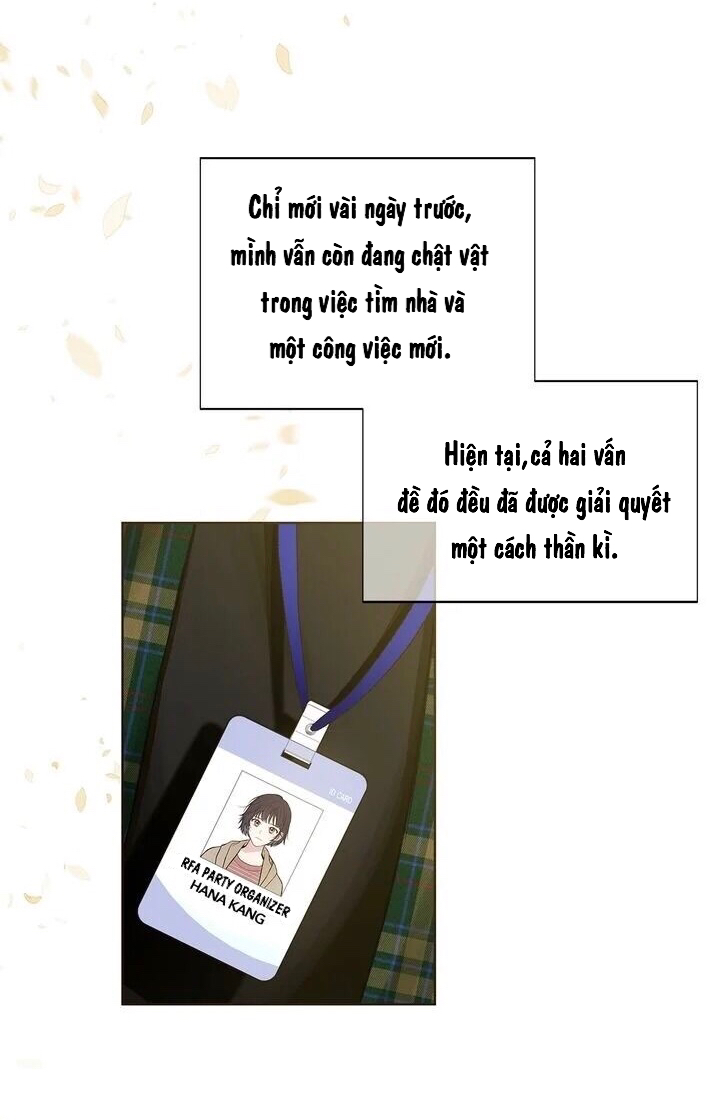 Chỉ mới vài ngày trước,
mình vẫn còn đang chật vật
trong việc tìm nhà và
một công việc mới.
Hiện tại,cả hai vấn
đề đó đều đã được giải quyết
một cách thần kì.
ID CARD
RFA PARTY ORGANIZER
HANA KANG